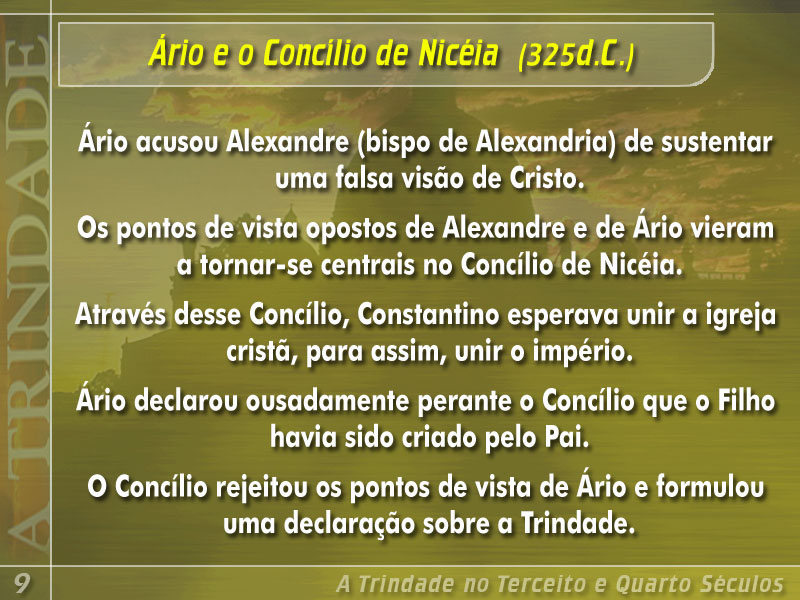 Ário e o Concílio de Nicéia (325d.C.)
A TRINDADE
Ário acusou Alexandre (bispo de Alexandria) de sustentar
uma falsa visão de Cristo.
Os pontos de vista opostos de Alexandre e de Ário vieram
a tornar-se centrais no Concílio de Nicéia.
Através desse Concílio, Constantino esperava unir a igreja
cristã, para assim, unir o império.
Ário declarou ousadamente perante o Concílio que o Filho
havia sido criado pelo Pai.
O Concílio rejeitou os pontos de vista de Ário e formulou
uma declaração sobre a Trindade.
9
A Trindade no Terceito e Quarto Séculos